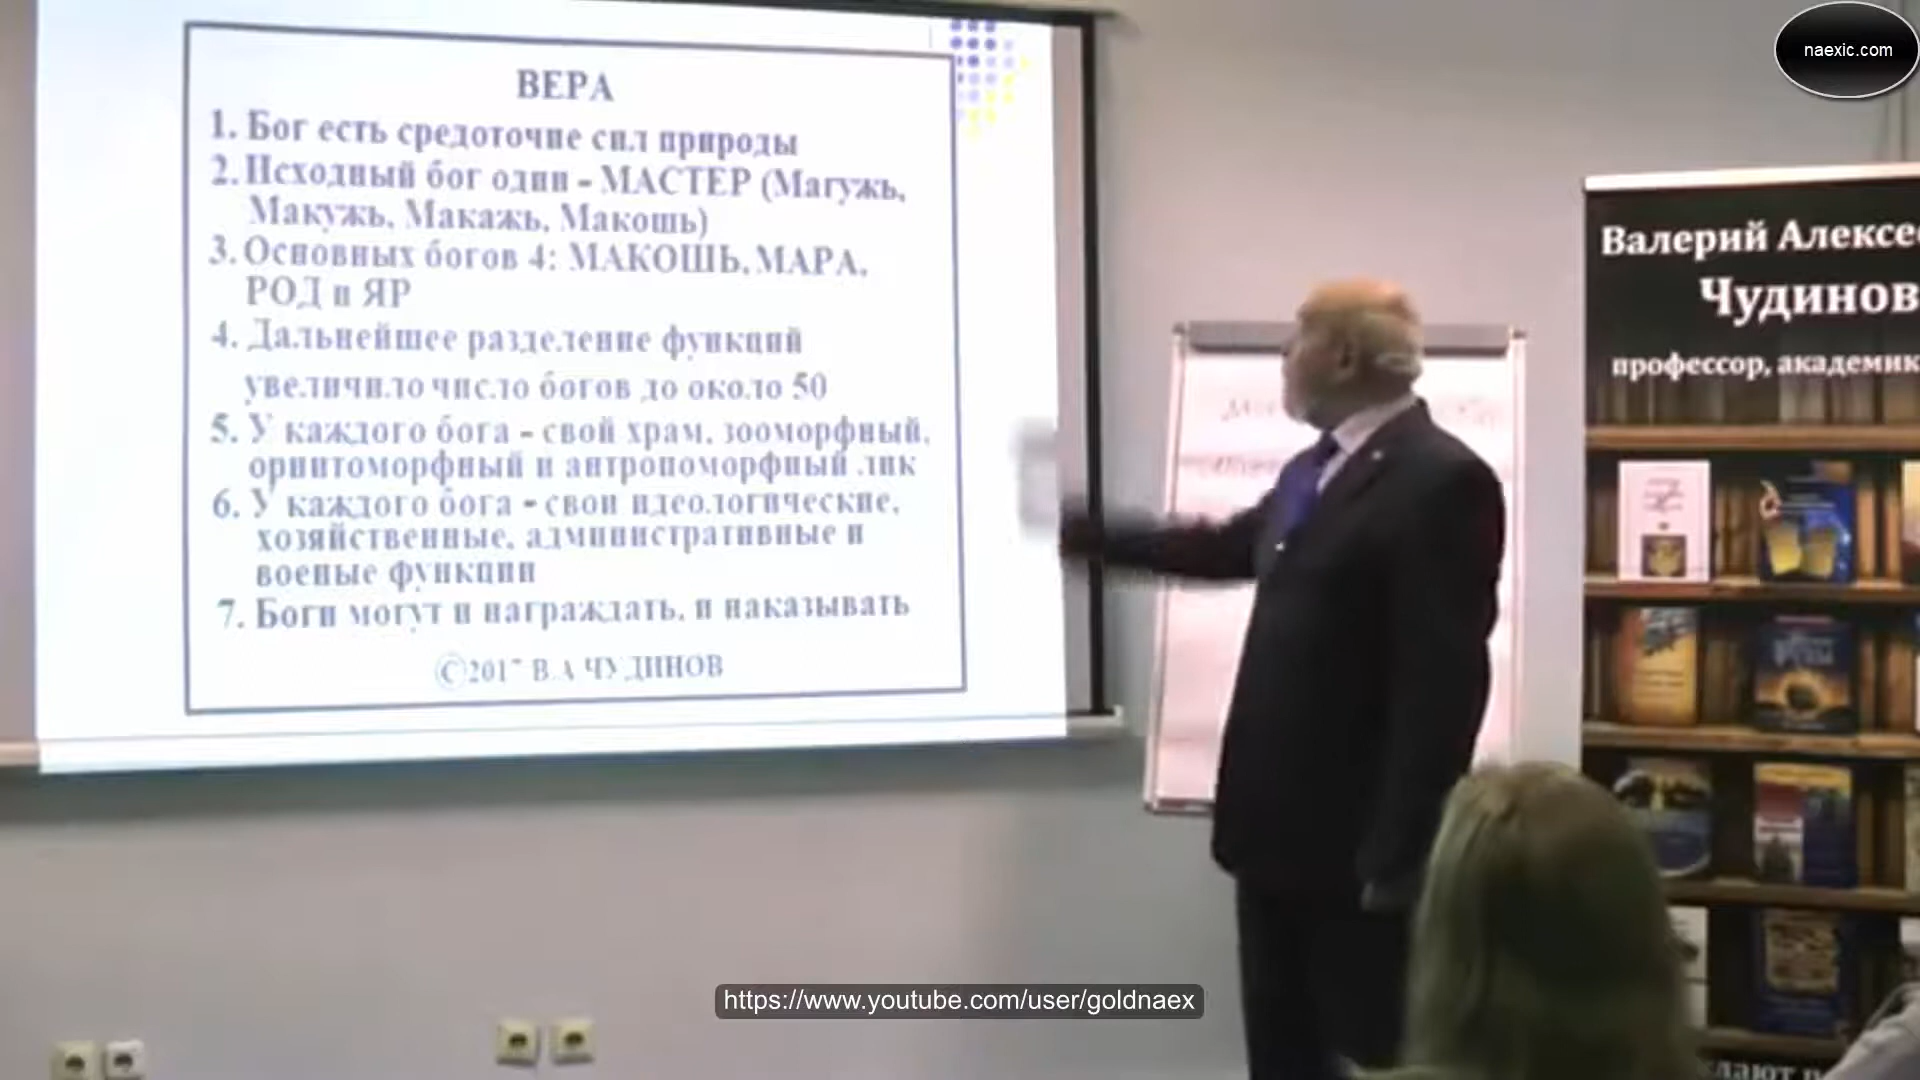 ВЕРА
1. Бог есть средоточие сил природы
2. Исходный бог один - МАСТЕР (Магужь,
Макужь, Макажь, Макошь)
3. Основных богов 4: МАКОШЬ, МАРА,
РОД и ЯР
4. Дальнейшее разделение функций
увеличило число богов до около 50
5. У каждого бога - свой храм, зооморфный,
орнитоморфный и антропоморфный лик
6. У каждого бога - свои идеологические,
хозяйственные, административные и
военые функции
7. Боги могут и награждать, и наказывать
©2017 В.А.ЧУДИНОВ
naexic.com
Валерий Алексе
Чудинов
профессор, академик
https://www.youtube.com/user/goldnaex